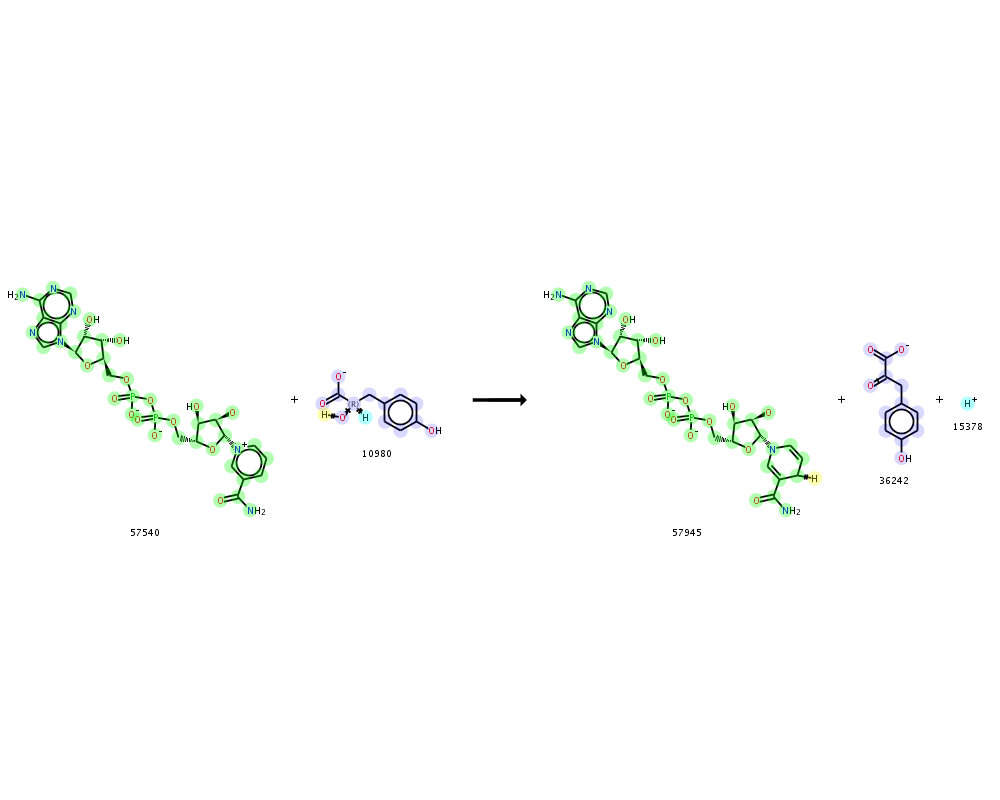 H₂N N N N N OH OH O O O P O⁻ O O P O⁻ O HO O O N⁺ O NH₂
57540
+
O⁻ O H O R H OH
10980
H₂N N N N N OH OH O O O P O⁻ O O P O⁻ O HO O O N H O NH₂
57945
+
O O⁻ O OH
36242
+
H⁺
15378